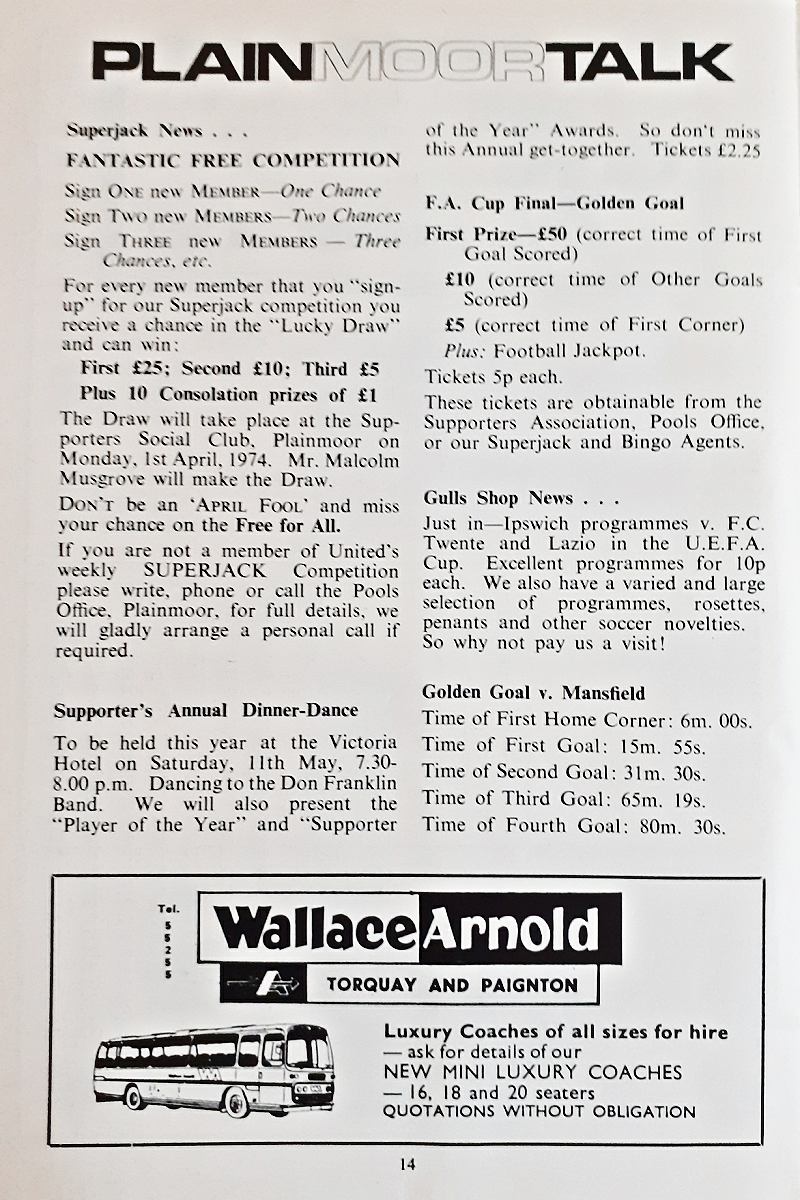 PLAINMOORTALK
Superjack News . . .
FANTASTIC FREE COMPETITION
Sign ONE new MEMBER—One Chance
Sign TWO new MEMBERS—Two Chances
Sign THREE new MEMBERS — Three
Chances, etc.
For every new member that you "sign-
up" for our Superjack competition you
receive a chance in the "Lucky Draw"
and can win:
First £25; Second £10; Third £5
Plus 10 Consolation prizes of £1
The Draw will take place at the Sup-
porters Social Club, Plainmoor on
Monday, 1st April, 1974. Mr. Malcolm
Musgrove will make the Draw.
DON'T be an 'APRIL FOOL' and miss
your chance on the Free for All.
If you are not a member of United's
weekly SUPERJACK Competition
please write, phone or call the Pools
Office, Plainmoor, for full details, we
will gladly arrange a personal call if
required.
Supporter's Annual Dinner-Dance
To be held this year at the Victoria
Hotel on Saturday, 11th May, 7.30-
8.00 p.m. Dancing to the Don Franklin
Band. We will also present the
"Player of the Year" and "Supporter
of the Year" Awards. So don't miss
this Annual get-together. Tickets £2.25
F.A. Cup Final—Golden Goal
First Prize—£50 (correct time of First
Goal Scored)
£10 (correct time of Other Goals
Scored)
£5 (correct time of First Corner)
Plus: Football Jackpot.
Tickets 5p each.
These tickets are obtainable from the
Supporters Association, Pools Office,
or our Superjack and Bingo Agents.
Gulls Shop News . . .
Just in—Ipswich programmes v. F.C.
Twente and Lazio in the U.E.F.A.
Cup. Excellent programmes for 10p
each. We also have a varied and large
selection of programmes, rosettes,
penants and other soccer novelties.
So why not pay us a visit!
Golden Goal v. Mansfield
Time of First Home Corner: 6m. 00s.
Time of First Goal: 15m. 55s.
Time of Second Goal: 31m. 30s.
Time of Third Goal: 65m. 19s.
Time of Fourth Goal: 80m. 30s.
Tel.
5
5
2
5
5
Wallace Arnold
TORQUAY AND PAIGNTON
Luxury Coaches of all sizes for hire
— ask for details of our
NEW MINI LUXURY COACHES
— 16, 18 and 20 seaters
QUOTATIONS WITHOUT OBLIGATION
14